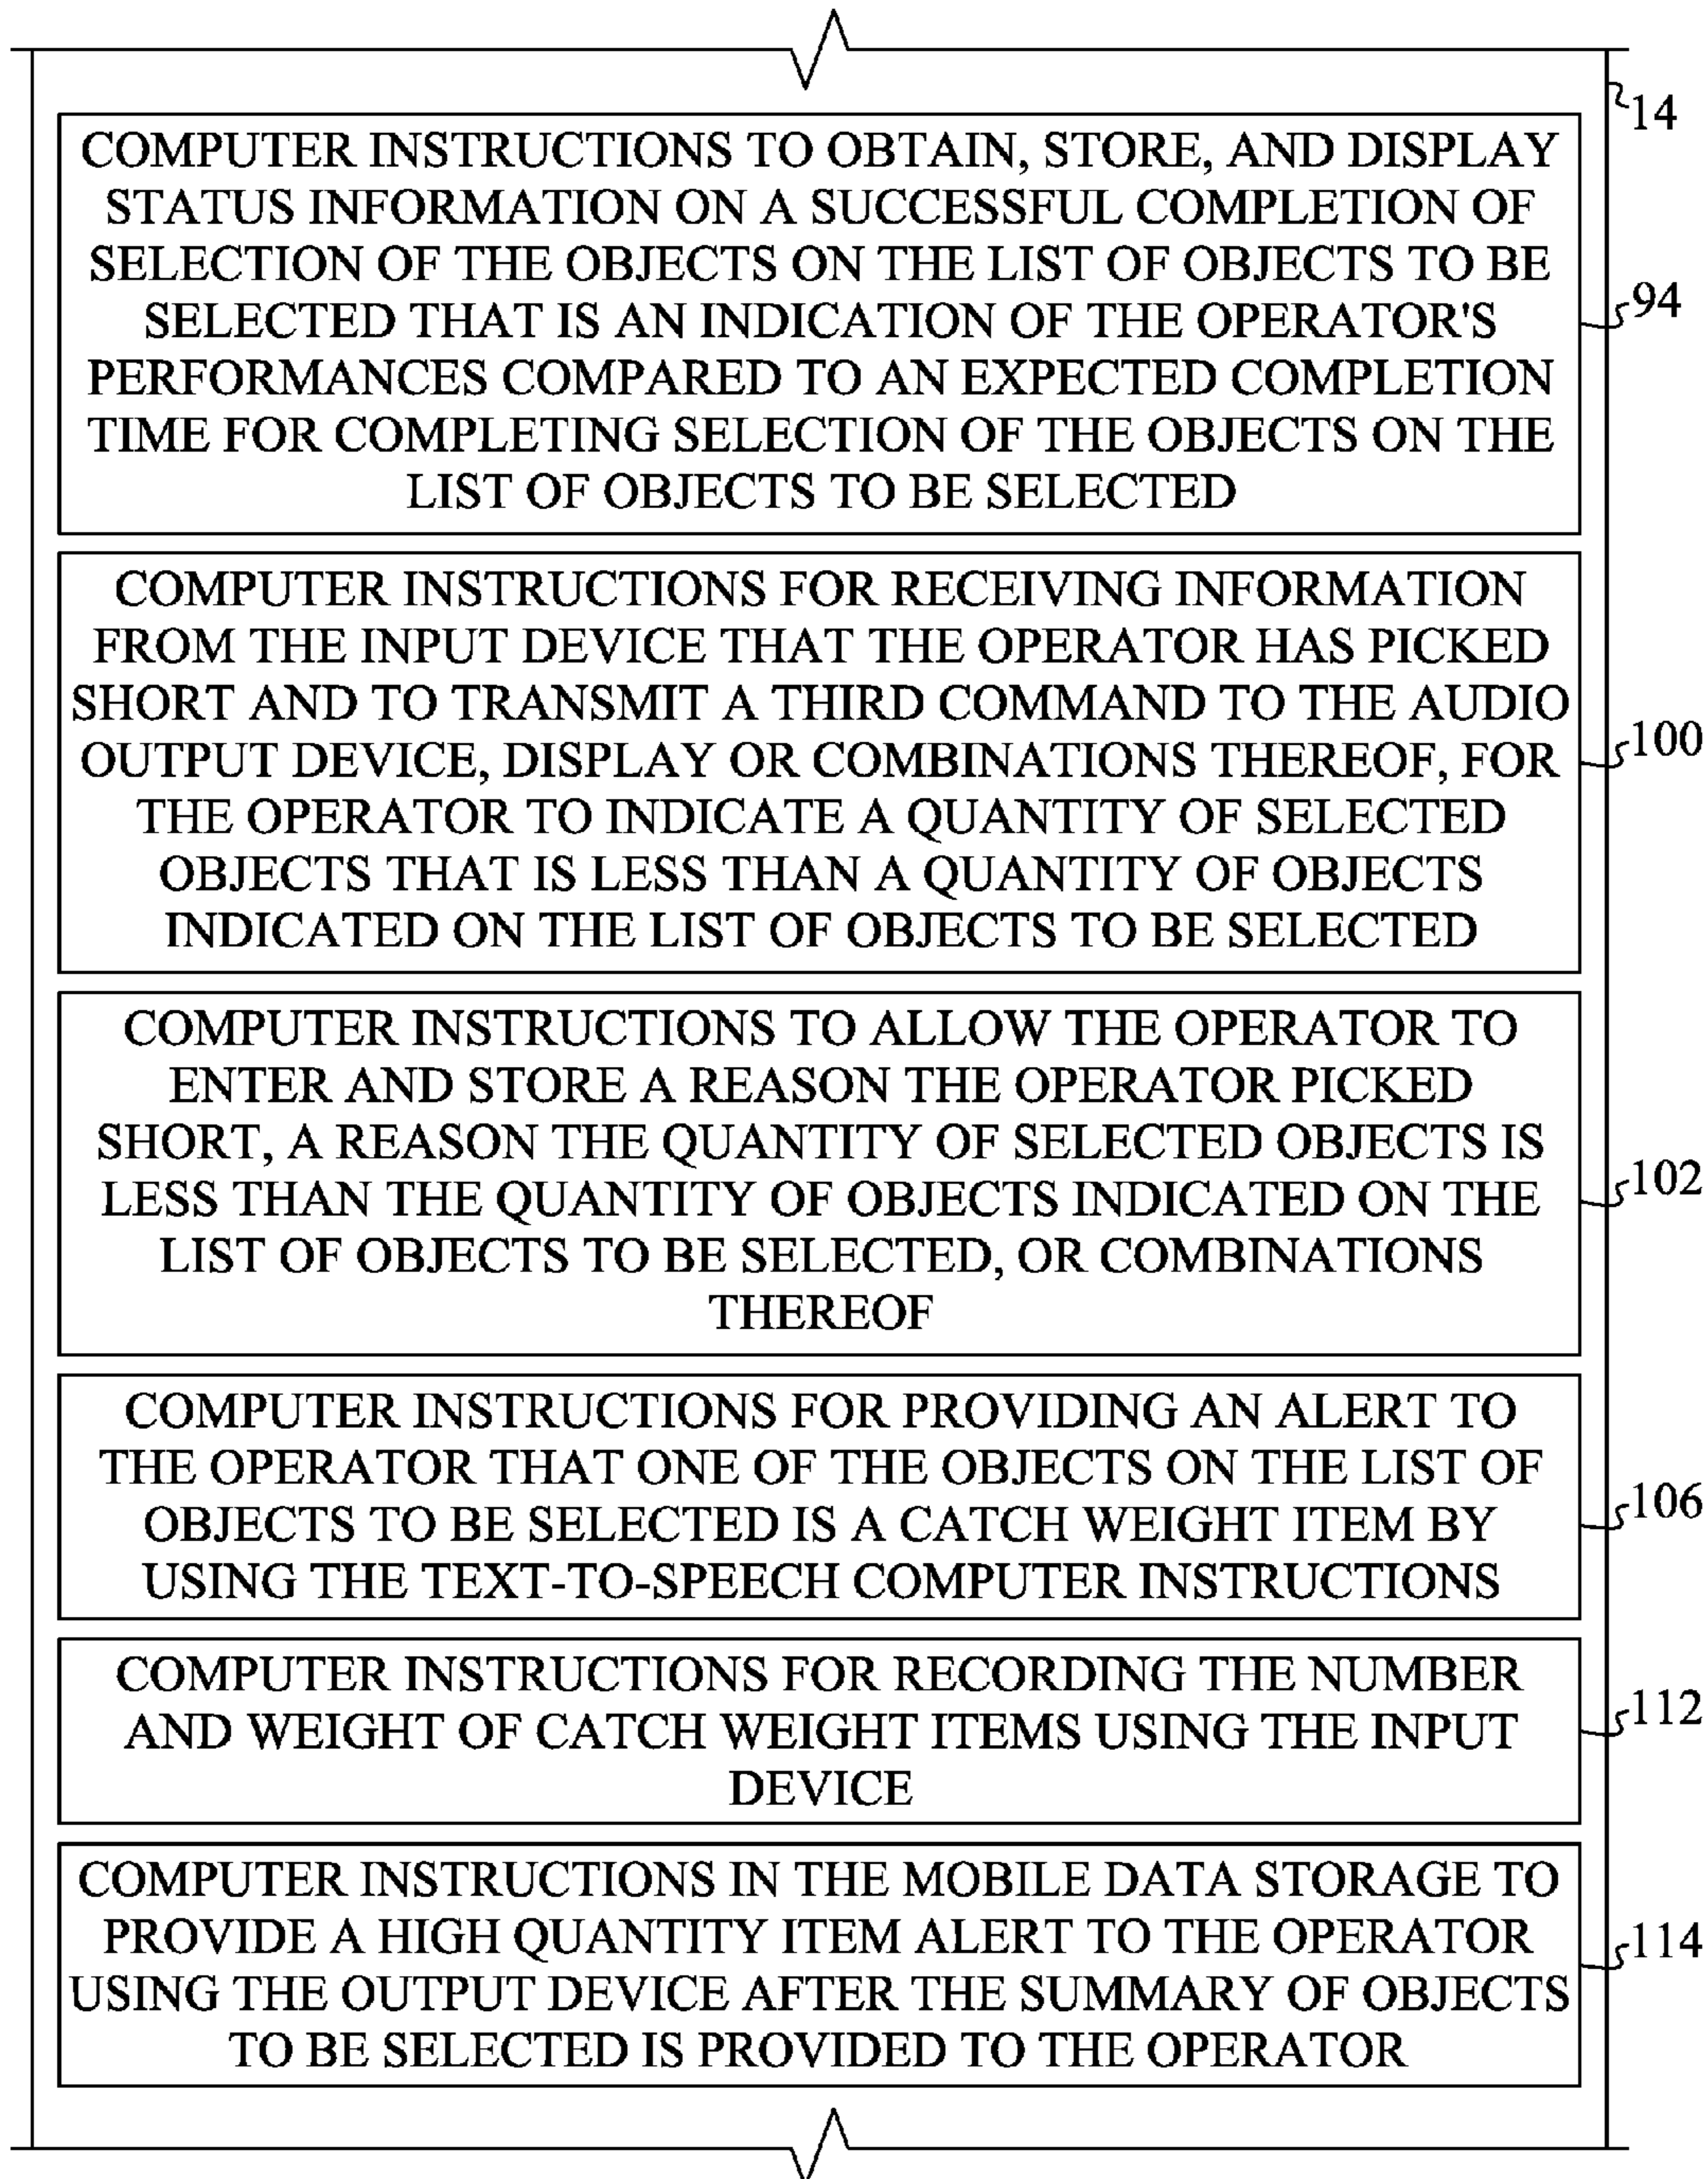 14
COMPUTER INSTRUCTIONS TO OBTAIN, STORE, AND DISPLAY
STATUS INFORMATION ON A SUCCESSFUL COMPLETION OF
SELECTION OF THE OBJECTS ON THE LIST OF OBJECTS TO BE
SELECTED THAT IS AN INDICATION OF THE OPERATOR'S
PERFORMANCES COMPARED TO AN EXPECTED COMPLETION
TIME FOR COMPLETING SELECTION OF THE OBJECTS ON THE
LIST OF OBJECTS TO BE SELECTED
94
COMPUTER INSTRUCTIONS FOR RECEIVING INFORMATION
FROM THE INPUT DEVICE THAT THE OPERATOR HAS PICKED
SHORT AND TO TRANSMIT A THIRD COMMAND TO THE AUDIO
OUTPUT DEVICE, DISPLAY OR COMBINATIONS THEREOF, FOR
THE OPERATOR TO INDICATE A QUANTITY OF SELECTED
OBJECTS THAT IS LESS THAN A QUANTITY OF OBJECTS
INDICATED ON THE LIST OF OBJECTS TO BE SELECTED
100
COMPUTER INSTRUCTIONS TO ALLOW THE OPERATOR TO
ENTER AND STORE A REASON THE OPERATOR PICKED
SHORT, A REASON THE QUANTITY OF SELECTED OBJECTS IS
LESS THAN THE QUANTITY OF OBJECTS INDICATED ON THE
LIST OF OBJECTS TO BE SELECTED, OR COMBINATIONS
THEREOF
102
COMPUTER INSTRUCTIONS FOR PROVIDING AN ALERT TO
THE OPERATOR THAT ONE OF THE OBJECTS ON THE LIST OF
OBJECTS TO BE SELECTED IS A CATCH WEIGHT ITEM BY
USING THE TEXT-TO-SPEECH COMPUTER INSTRUCTIONS
106
COMPUTER INSTRUCTIONS FOR RECORDING THE NUMBER
AND WEIGHT OF CATCH WEIGHT ITEMS USING THE INPUT
DEVICE
112
COMPUTER INSTRUCTIONS IN THE MOBILE DATA STORAGE TO
PROVIDE A HIGH QUANTITY ITEM ALERT TO THE OPERATOR
USING THE OUTPUT DEVICE AFTER THE SUMMARY OF OBJECTS
TO BE SELECTED IS PROVIDED TO THE OPERATOR
114